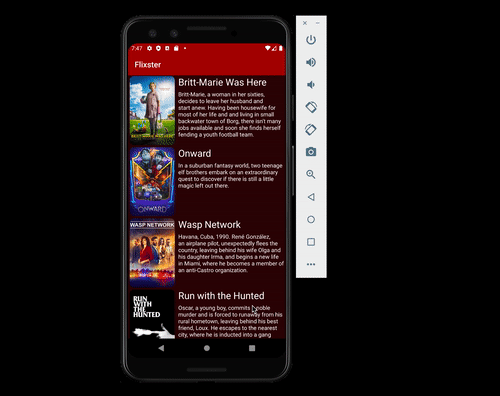 7:47
Flixster
Britt-Marie Was Here
Britt-Marie, a woman in her sixties,
decides to leave her husband and
start anew. Having been housewife for
most of her life and and living in small
backwater town of Borg, there isn't many
jobs available and soon she finds herself
fending a youth football team.
Onward
In a suburban fantasy world, two teenage
elf brothers embark on an extraordinary
quest to discover if there is still a little
magic left out there.
ONWARD
WASP NETWORK
Wasp Network
Havana, Cuba, 1990. René González,
an airplane pilot, unexpectedly flees the
country, leaving behind his wife Olga and
his daughter Irma, and begins a new life
in Miami, where he becomes a member of
an anti-Castro organization.
RUN
WITH
THE
HUNTED
Run with the Hunted
Oscar, a young boy, commits noble
murder and is forced to runaway from his
rural hometown, leaving behind his best
friend, Loux. He escapes to the nearest
city, where he is inducted into a gang